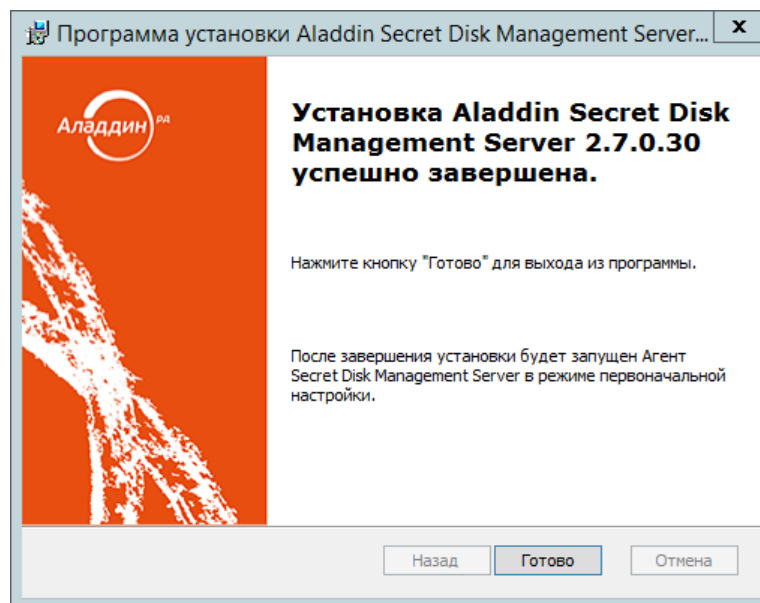 Программа установки Aladdin Secret Disk Management Server...
x
Аладдин РД
Установка Aladdin Secret Disk
Management Server 2.7.0.30
успешно завершена.
Нажмите кнопку "Готово" для выхода из программы.
После завершения установки будет запущен Агент
Secret Disk Management Server в режиме первоначальной
настройки.
Назад Готово Отмена